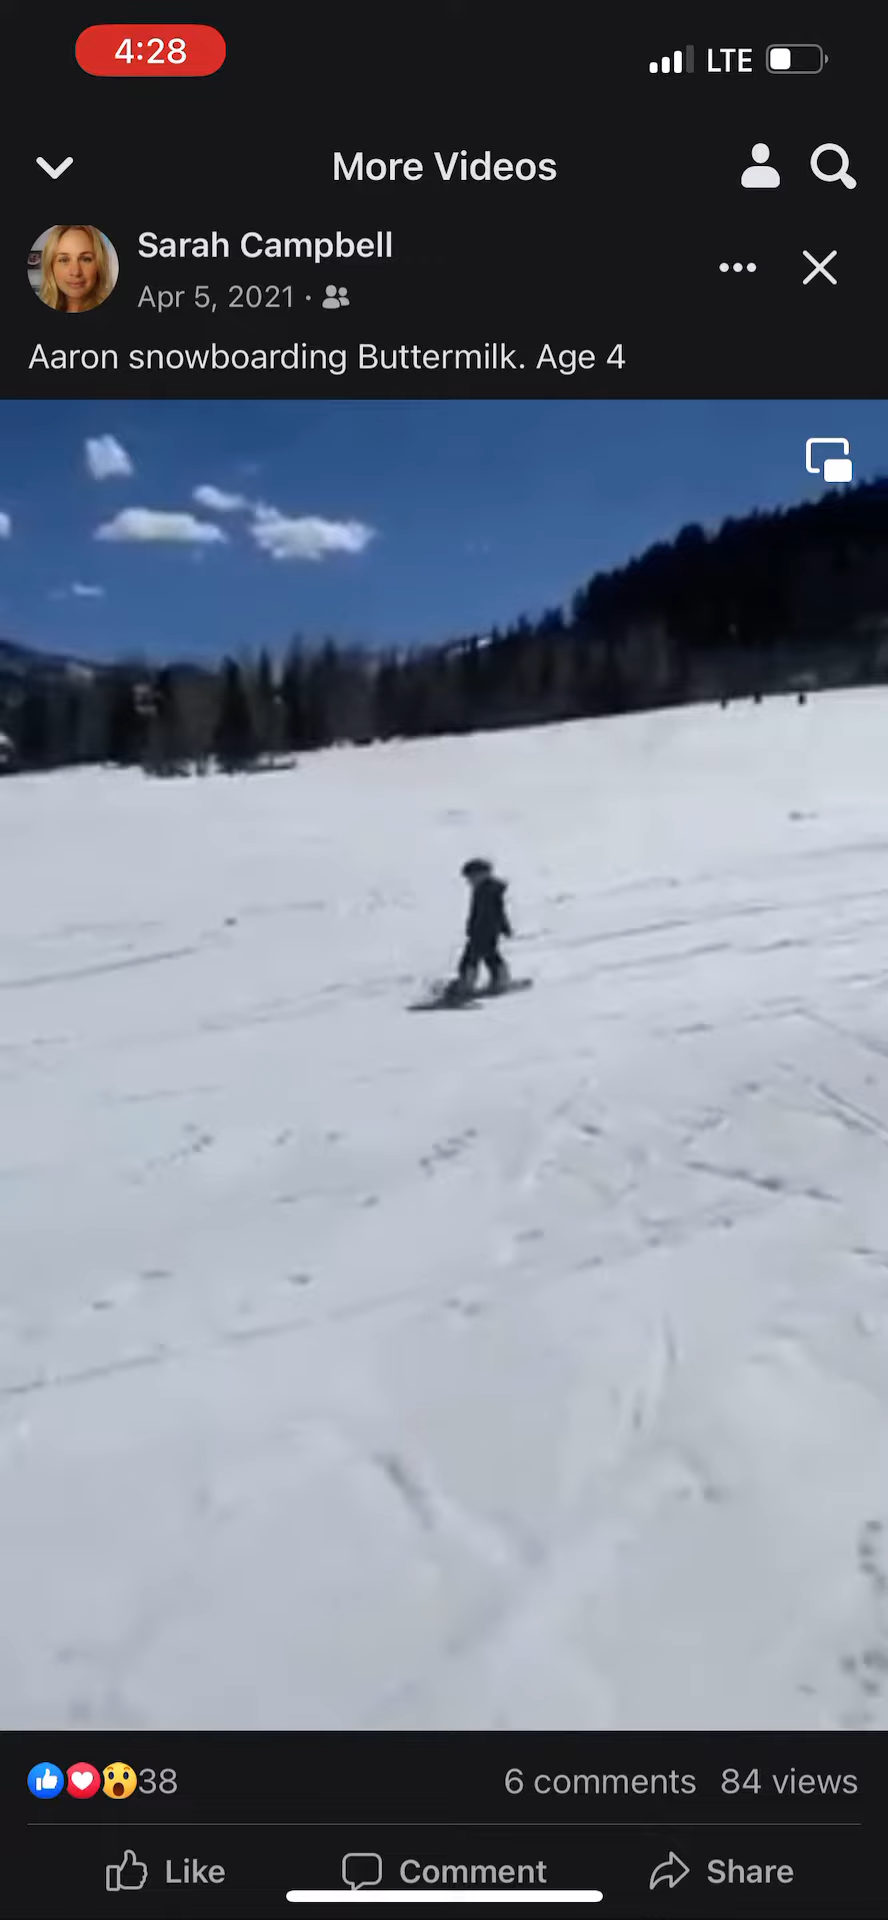 4:28
LTE
More Videos
Sarah Campbell
Apr 5, 2021 ·
Aaron snowboarding Buttermilk. Age 4
38
6 comments 84 views
Like Comment Share